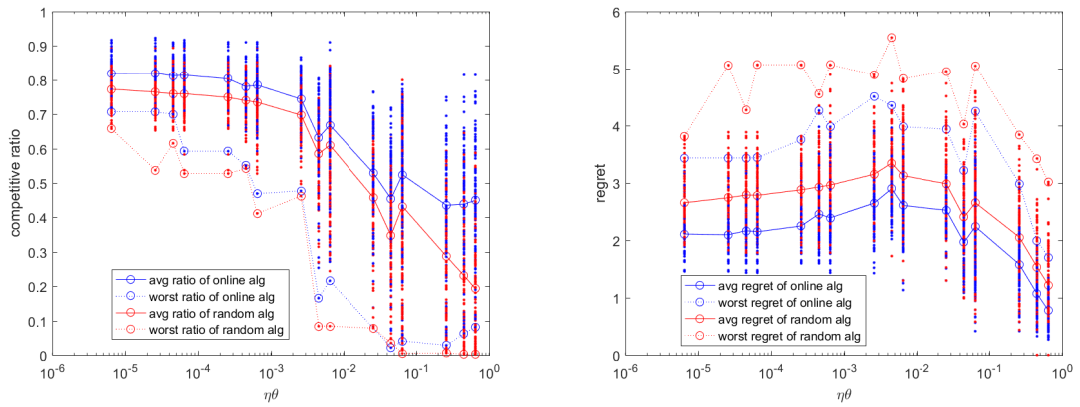 competitive ratio
1
0.9
0.8
0.7
0.6
0.5
0.4
0.3
0.2
0.1
0
avg ratio of online alg
worst ratio of online alg
avg ratio of random alg
worst ratio of random alg
10^-6 10^-5 10^-4 10^-3 10^-2 10^-1 10^0
ηθ
regret
6
5
4
3
2
1
0
avg regret of online alg
worst regret of online alg
avg regret of random alg
worst regret of random alg
10^-6 10^-5 10^-4 10^-3 10^-2 10^-1 10^0
ηθ